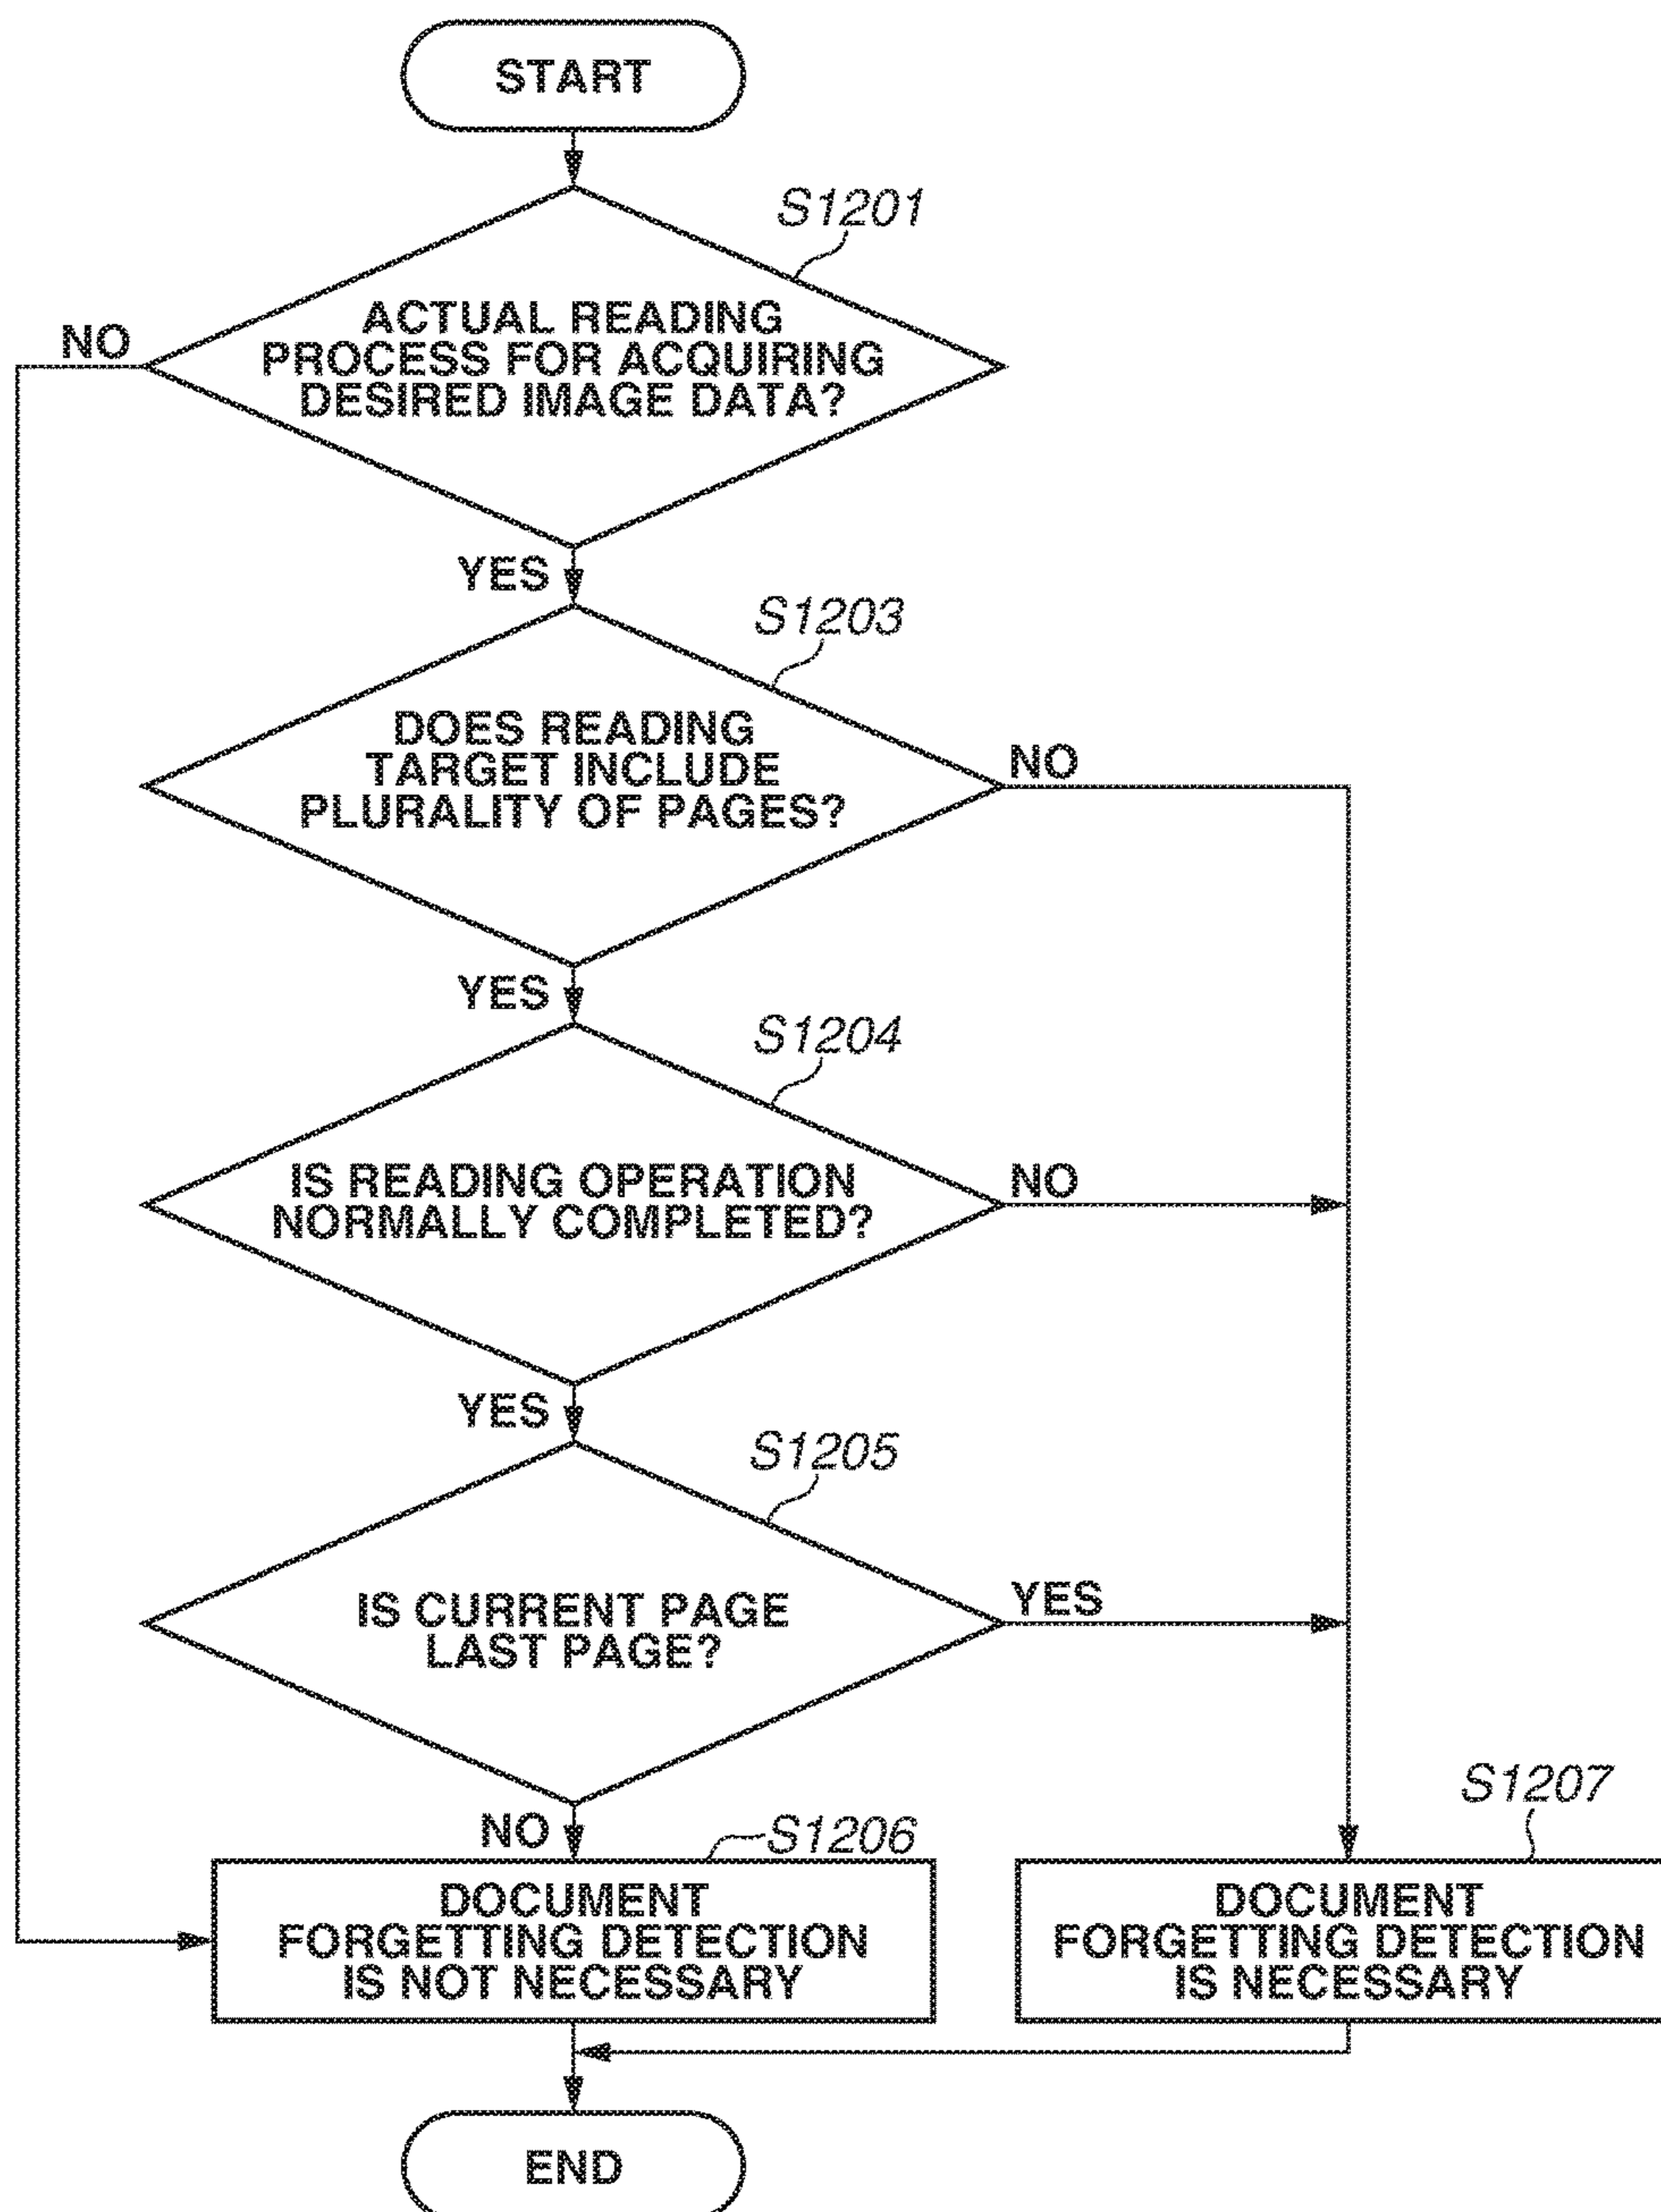 START
S1201
ACTUAL READING
PROCESS FOR ACQUIRING
DESIRED IMAGE DATA?
NO
YES
S1203
DOES READING
TARGET INCLUDE
PLURALITY OF PAGES?
NO
YES
S1204
IS READING OPERATION
NORMALLY COMPLETED?
NO
YES
S1205
IS CURRENT PAGE
LAST PAGE?
YES
NO
S1206
DOCUMENT
FORGETTING DETECTION
IS NOT NECESSARY
S1207
DOCUMENT
FORGETTING DETECTION
IS NECESSARY
END